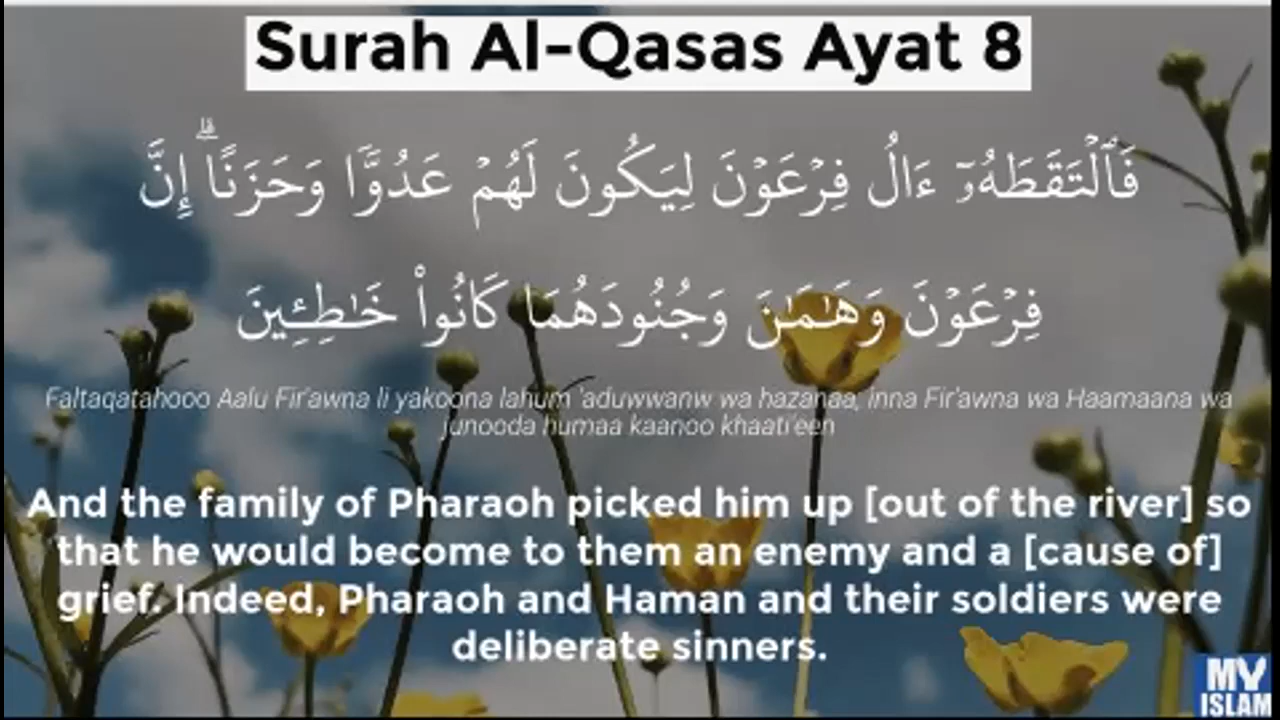 Surah Al-Qasas Ayat 8
فَٱلْتَقَطَهُۥٓ ءَالُ فِرْعَوْنَ لِيَكُونَ لَهُمْ عَدُوًّا وَحَزَنًا ۗ إِنَّ
فِرْعَوْنَ وَهَـٰمَـٰنَ وَجُنُودَهُمَا كَانُوا۟ خَـٰطِـِٔينَ
Faltaqatahooo Aalu Fir'awna li yakoona lahum 'aduwwanw wa hazanaa; inna Fir'awna wa Haamaana wa
junooda humaa kaanoo khaati'een
And the family of Pharaoh picked him up [out of the river] so
that he would become to them an enemy and a [cause of]
grief. Indeed, Pharaoh and Haman and their soldiers were
deliberate sinners.
MY
ISLAM